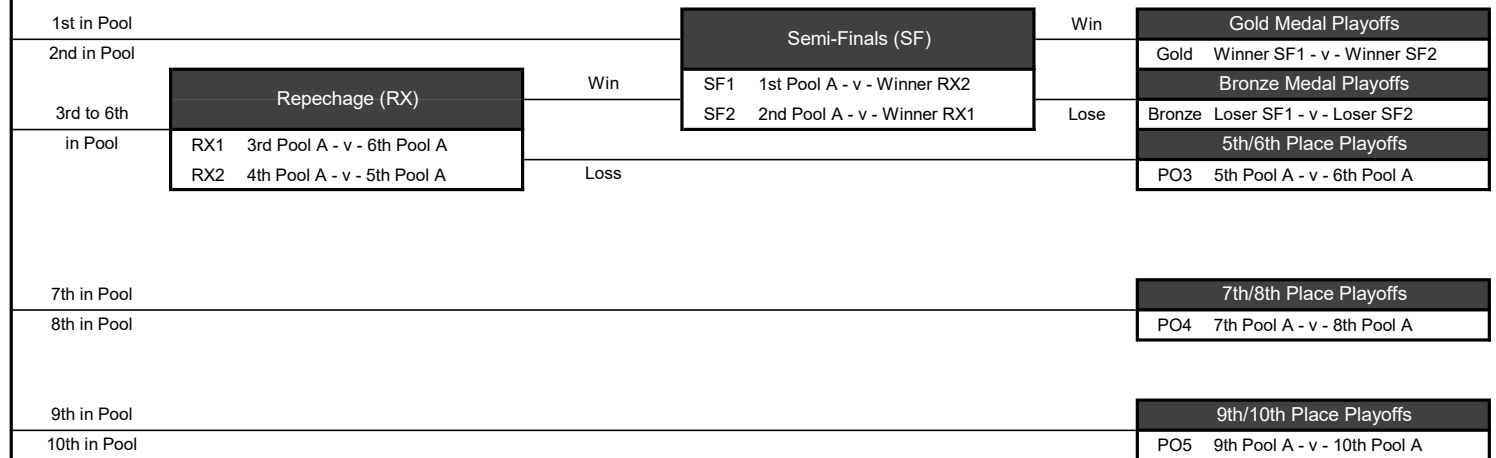 1st in Pool
2nd in Pool
3rd to 6th
in Pool
Repechage (RX)
RX1 3rd Pool A - v - 6th Pool A
RX2 4th Pool A - v - 5th Pool A
Win
Loss
Semi-Finals (SF)
SF1 1st Pool A - v - Winner RX2
SF2 2nd Pool A - v - Winner RX1
Win
Lose
Gold Medal Playoffs
Gold Winner SF1 - v - Winner SF2
Bronze Medal Playoffs
Bronze Loser SF1 - v - Loser SF2
5th/6th Place Playoffs
PO3 5th Pool A - v - 6th Pool A
7th in Pool
8th in Pool
7th/8th Place Playoffs
PO4 7th Pool A - v - 8th Pool A
9th in Pool
10th in Pool
9th/10th Place Playoffs
PO5 9th Pool A - v - 10th Pool A